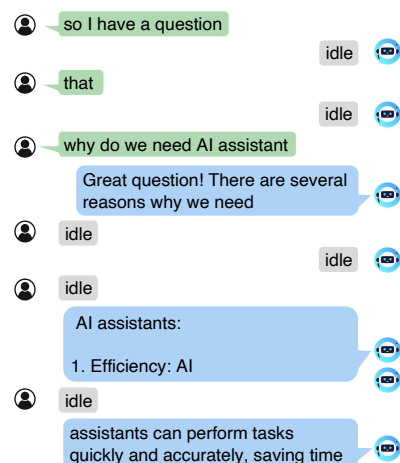 so I have a question
idle
that
idle
why do we need AI assistant
Great question! There are several
reasons why we need
idle
idle
idle
AI assistants:
1. Efficiency: AI
idle
assistants can perform tasks
quickly and accurately, saving time